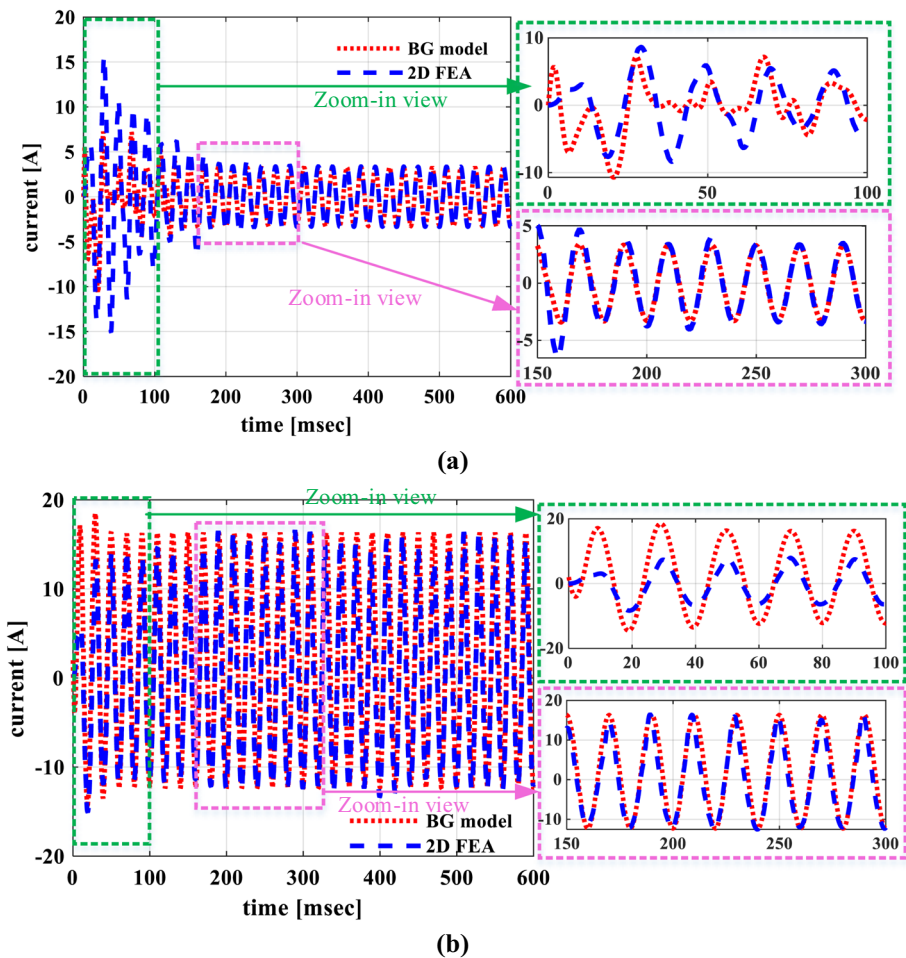 20
15
10
5
0
-5
-10
-15
-20
current [A]
BG model
2D FEA
Zoom-in view
Zoom-in view
0 100 200 300 400 500 600
time [msec]
10
0
-10
0 50 100
5
0
-5
150 200 250 300
(a)
20
10
0
-10
-20
current [A]
Zoom-in view
Zoom-in view
BG model
2D FEA
0 100 200 300 400 500 600
time [msec]
20
0
-20
0 20 40 60 80 100
20
10
0
-10
150 200 250 300
(b)